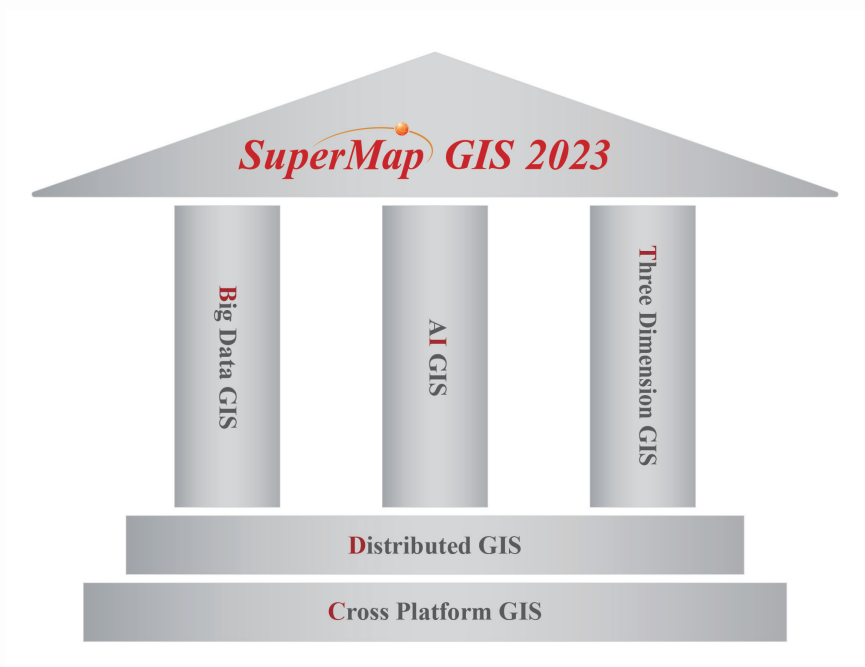 SuperMap GIS 2023
Big Data GIS
AI GIS
Three Dimension GIS
Distributed GIS
Cross Platform GIS